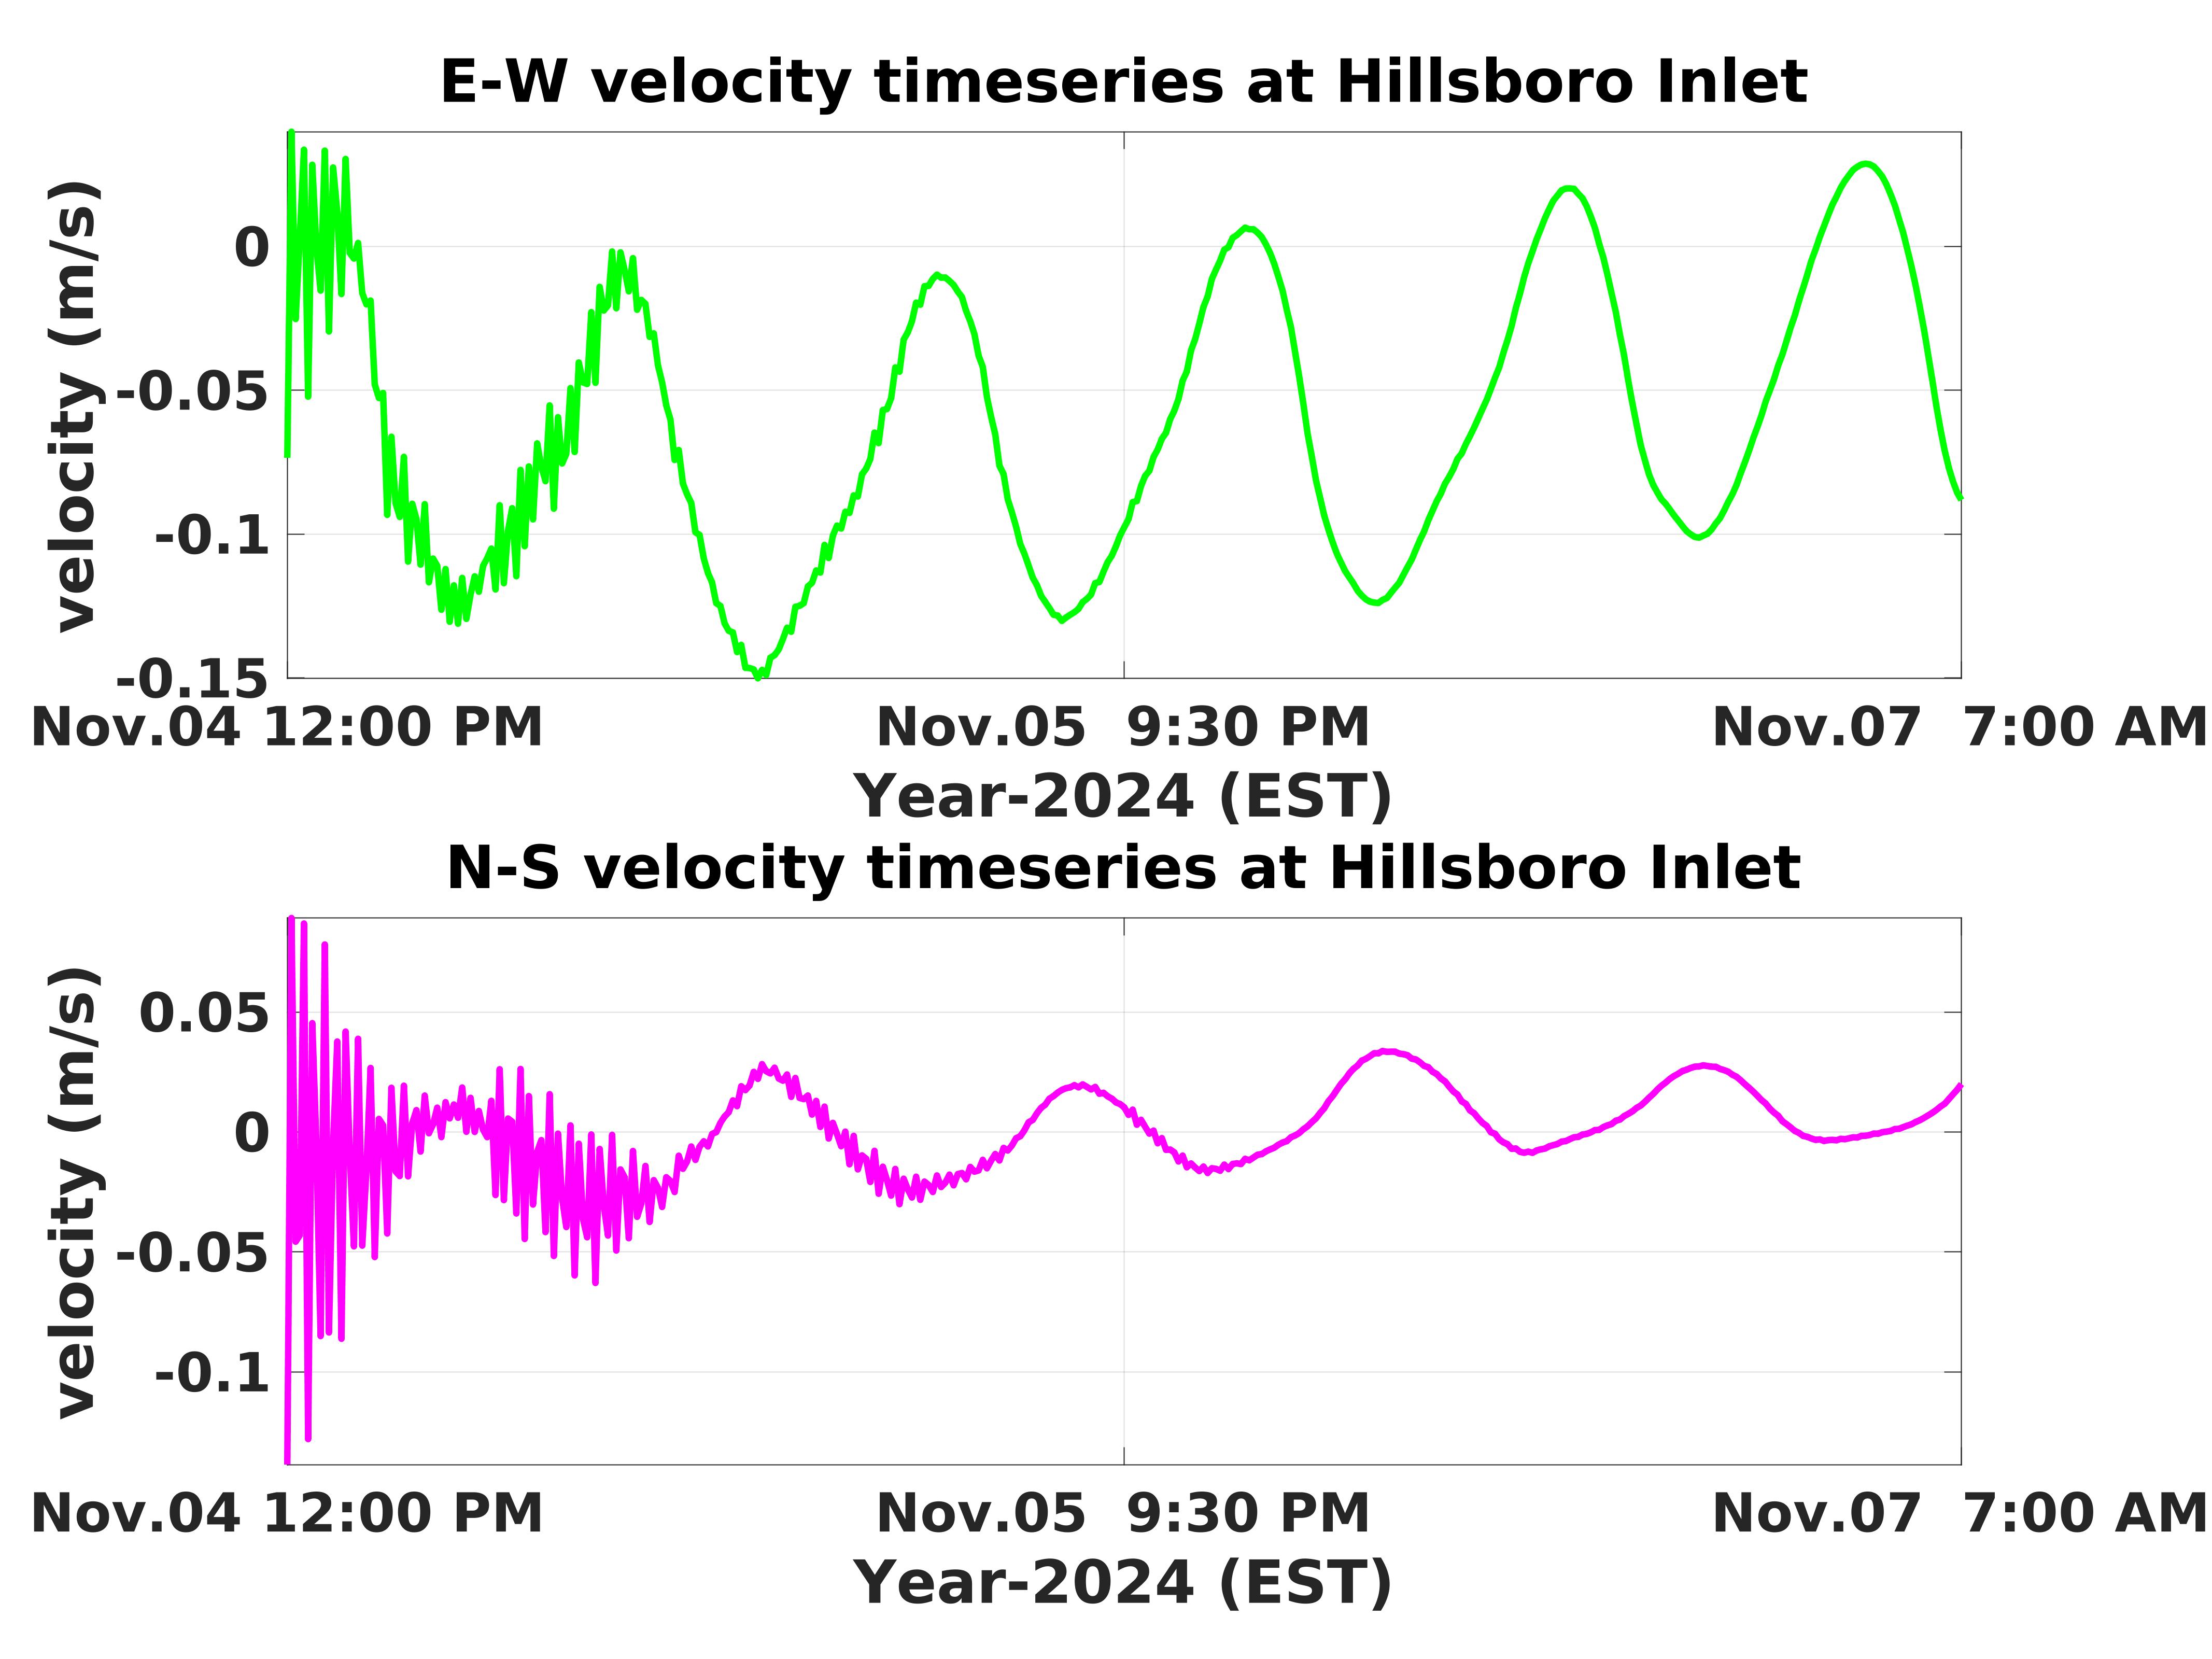 E-W velocity timeseries at Hillsboro Inlet
velocity (m/s)
0
-0.05
-0.1
-0.15
Nov.04 12:00 PM Nov.05  9:30 PM Nov.07  7:00 AM
Year-2024 (EST)
N-S velocity timeseries at Hillsboro Inlet
velocity (m/s)
0.05
0
-0.05
-0.1
Nov.04 12:00 PM Nov.05  9:30 PM Nov.07  7:00 AM
Year-2024 (EST)